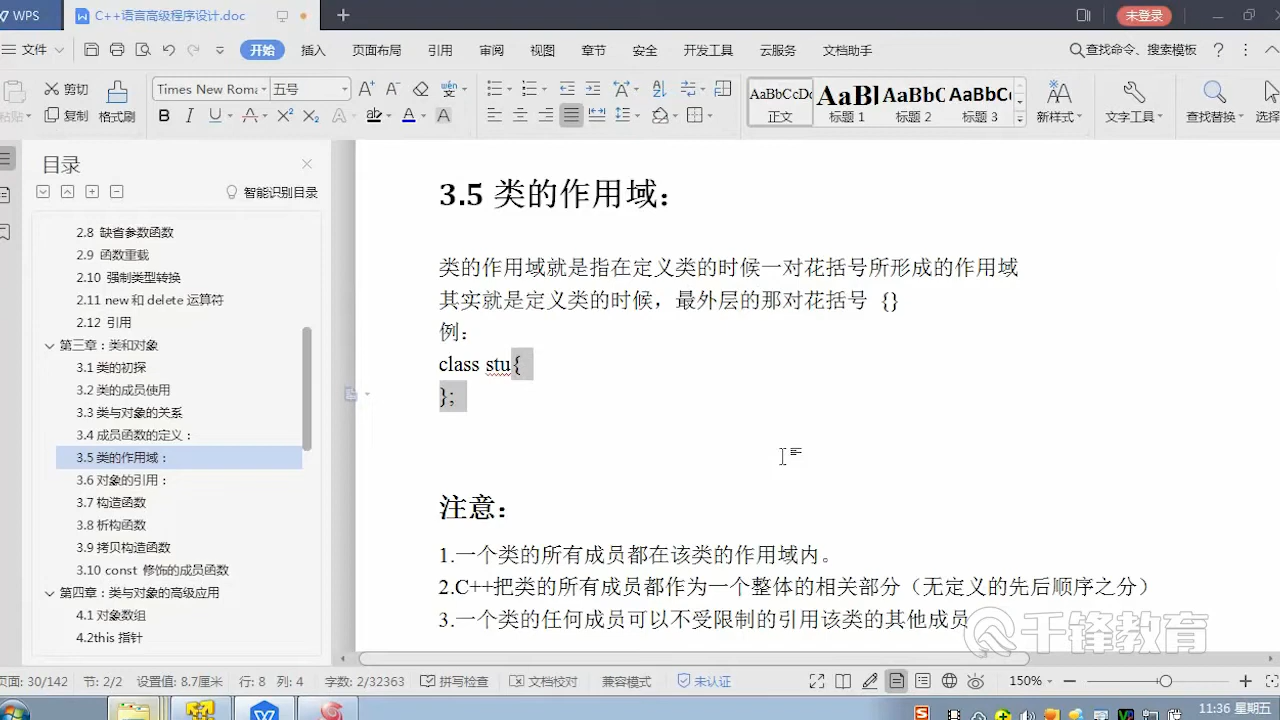 WPS
C++语言高级程序设计.doc
未登录
文件
开始
插入
页面布局
引用
审阅
视图
章节
安全
开发工具
云服务
文档助手
查找命令、搜索模板
剪切
复制
粘贴
格式刷
Times New Roma
五号
AaBbCcDd
AaBl
AaBbC
AaBbC
正文
标题 1
标题 2
标题 3
新样式
文字工具
查找替换
选择
目录
智能识别目录
2.8 缺省参数函数
2.9 函数重载
2.10 强制类型转换
2.11 new和delete运算符
2.12 引用
第三章：类和对象
3.1 类的初探
3.2 类的成员使用
3.3 类与对象的关系
3.4 成员函数的定义：
3.5 类的作用域：
3.6 对象的引用：
3.7 构造函数
3.8 析构函数
3.9 拷贝构造函数
3.10 const 修饰的成员函数
第四章：类与对象的高级应用
4.1 对象数组
4.2this 指针
3.5 类的作用域：
类的作用域就是指在定义类的时候一对花括号所形成的作用域
其实就是定义类的时候，最外层的那对花括号 {}
例：
class stu{
};
注意：
1.一个类的所有成员都在该类的作用域内。
2.C++把类的所有成员都作为一个整体的相关部分（无定义的先后顺序之分）
3.一个类的任何成员可以不受限制的引用该类的其他成员
千锋教育
页面: 30/142
节: 2/2
设置值: 8.7厘米
行: 8
列: 4
字数: 2/32363
拼写检查
文档校对
兼容模式
未认证
150%
11:36 星期五